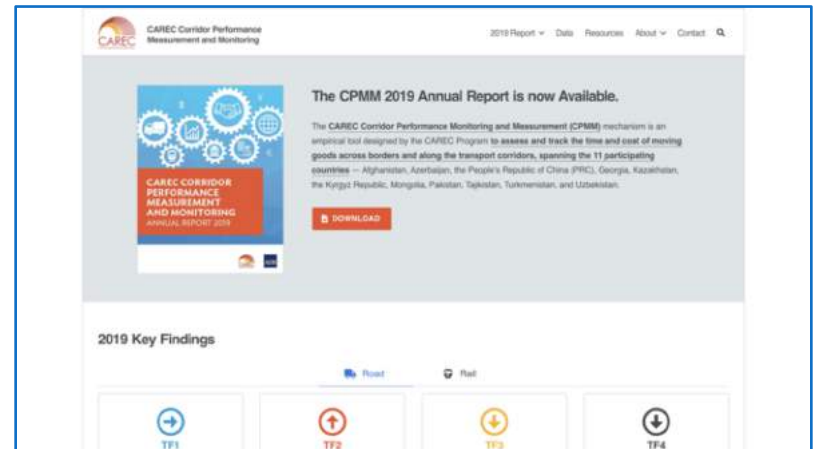 CAREC
CAREC Corridor Performance
Measurement and Monitoring
2019 Report Data Resources About Contact
The CPMM 2019 Annual Report is now Available.
The CAREC Corridor Performance Monitoring and Measurement (CPMM) mechanism is an
empirical tool designed by the CAREC Program to assess and track the time and cost of moving
goods across borders and along the transport corridors, spanning the 11 participating
countries — Afghanistan, Azerbaijan, the People's Republic of China (PRC), Georgia, Kazakhstan,
the Kyrgyz Republic, Mongolia, Pakistan, Tajikistan, Turkmenistan, and Uzbekistan.
DOWNLOAD
CAREC CORRIDOR
PERFORMANCE
MEASUREMENT
AND MONITORING
ANNUAL REPORT 2019
ADB
2019 Key Findings
Road Rail
TF1 TF2 TF3 TF4